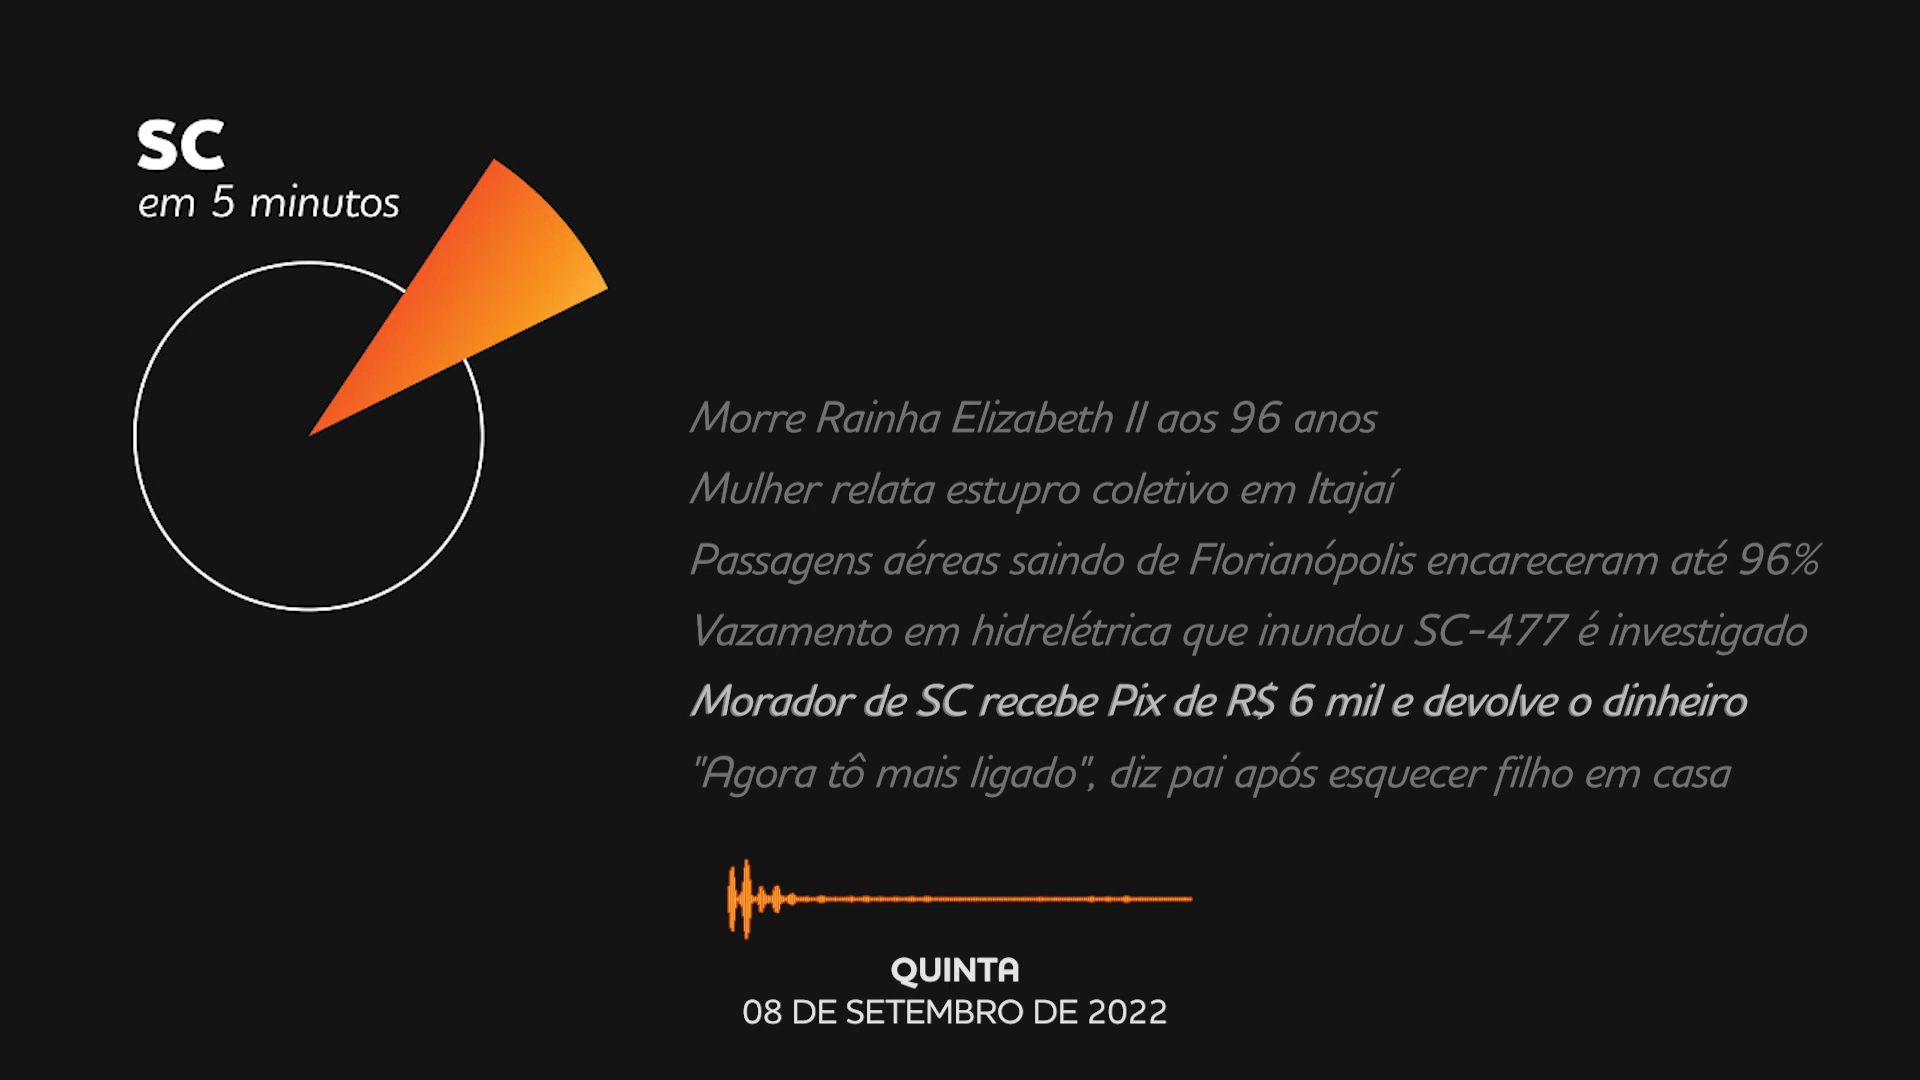 SC
em 5 minutos
Morre Rainha Elizabeth II aos 96 anos
Mulher relata estupro coletivo em Itajaí
Passagens aéreas saindo de Florianópolis encareceram até 96%
Vazamento em hidrelétrica que inundou SC-477 é investigado
Morador de SC recebe Pix de R$ 6 mil e devolve o dinheiro
"Agora tô mais ligado", diz pai após esquecer filho em casa
QUINTA
08 DE SETEMBRO DE 2022